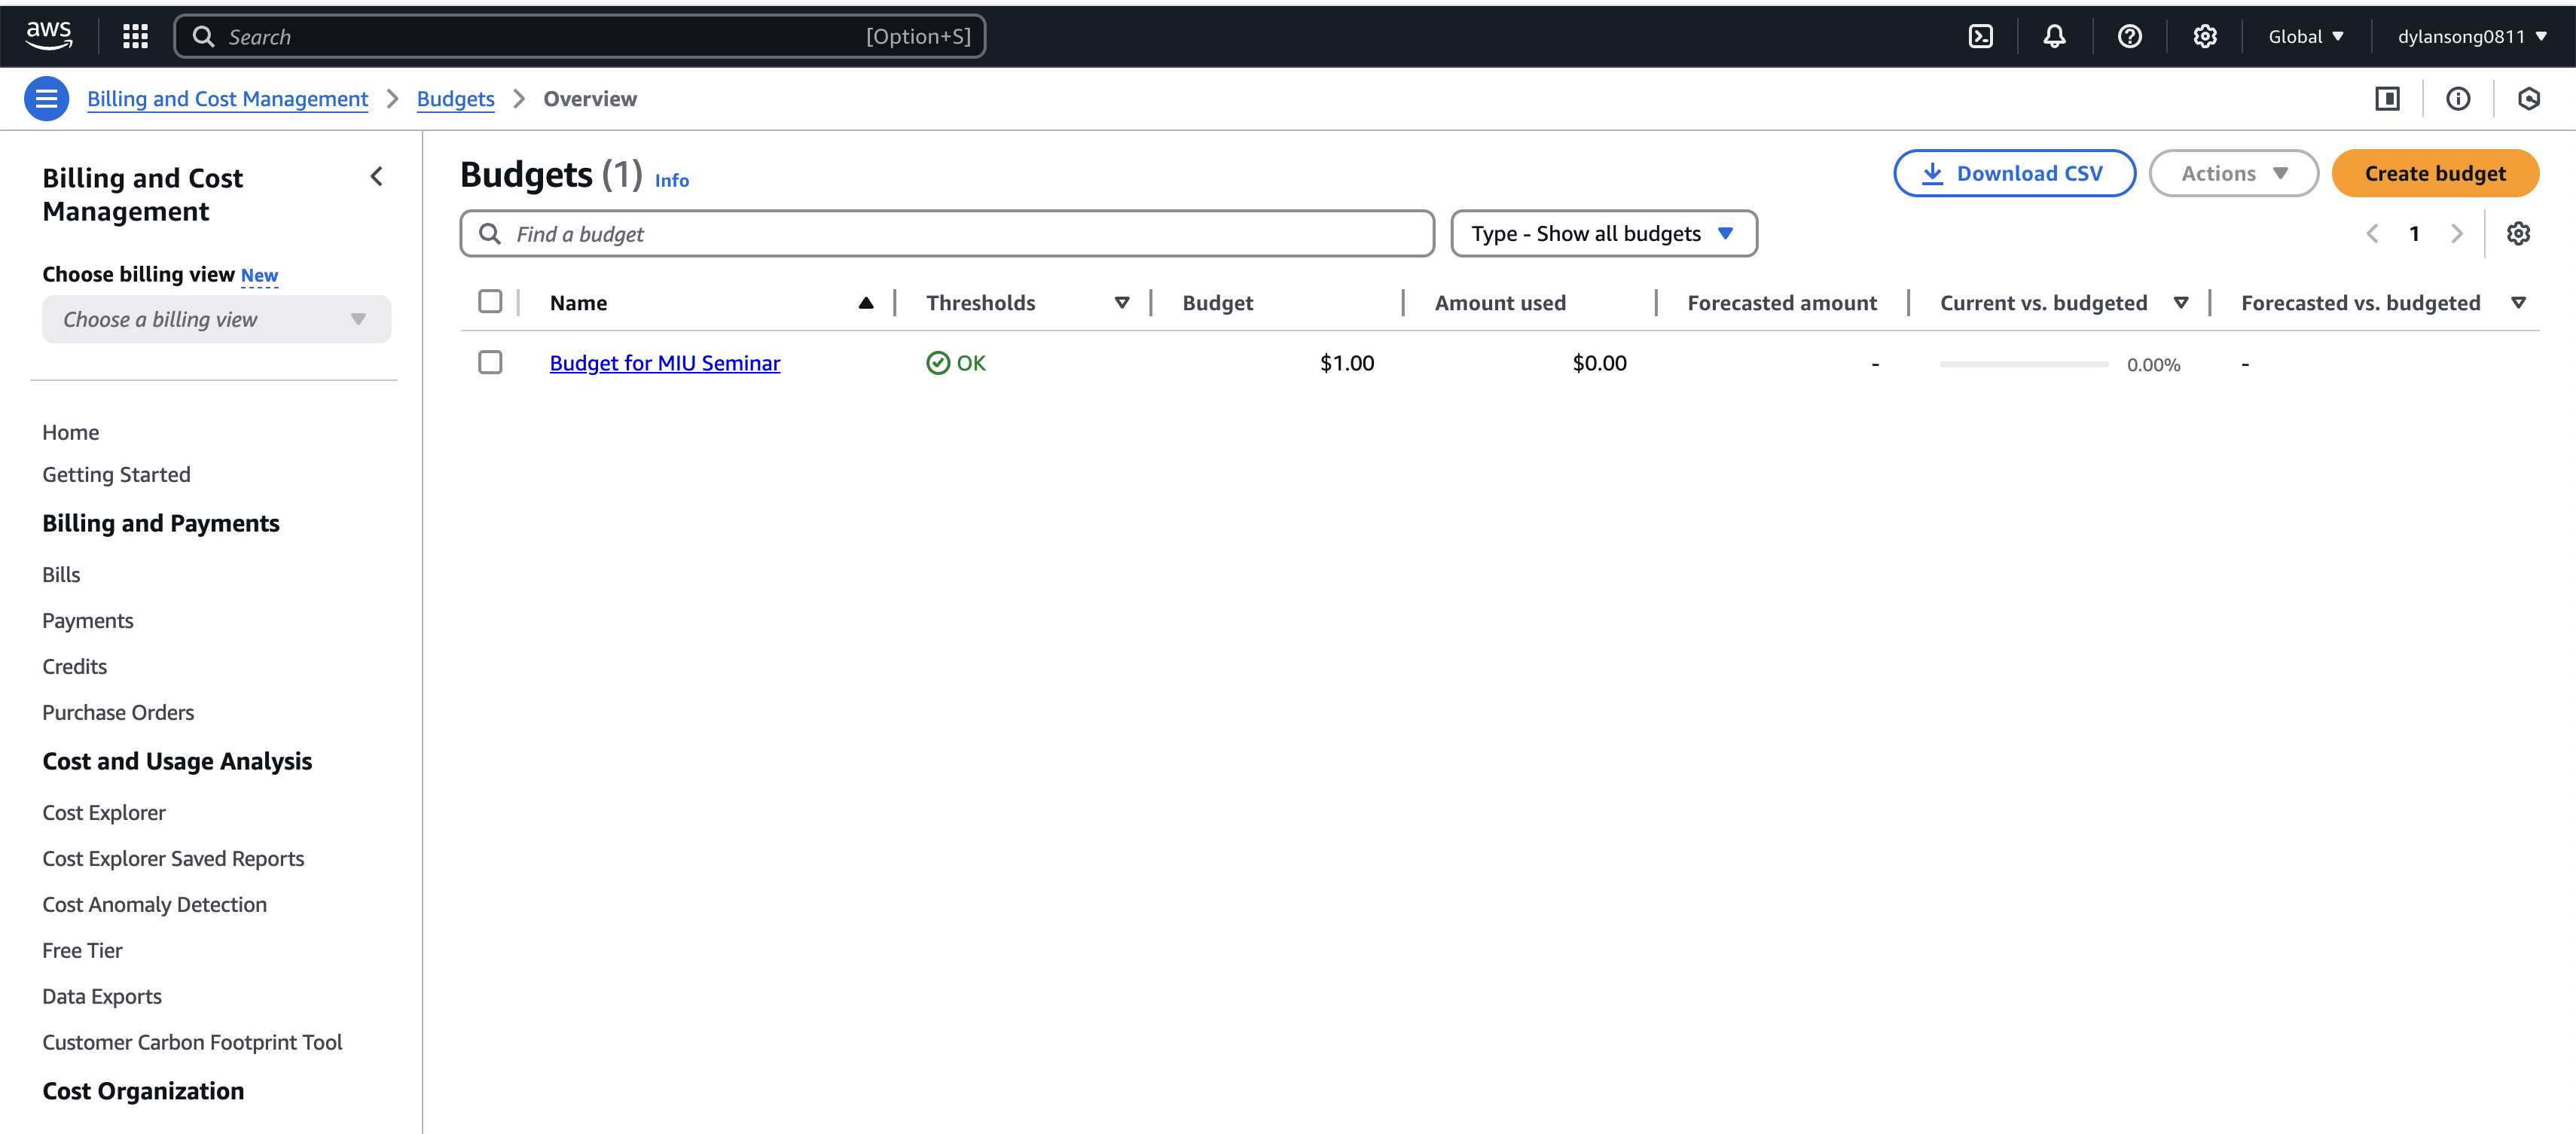 aws
Search [Option+S]
Global
dylansong0811
Billing and Cost Management
Budgets
Overview
Billing and Cost
Management
Choose billing view New
Choose a billing view
Home
Getting Started
Billing and Payments
Bills
Payments
Credits
Purchase Orders
Cost and Usage Analysis
Cost Explorer
Cost Explorer Saved Reports
Cost Anomaly Detection
Free Tier
Data Exports
Customer Carbon Footprint Tool
Cost Organization
Budgets (1) Info
Download CSV
Actions
Create budget
Find a budget
Type - Show all budgets
1
Name Thresholds Budget Amount used Forecasted amount Current vs. budgeted Forecasted vs. budgeted
Budget for MIU Seminar OK $1.00 $0.00 - 0.00% -